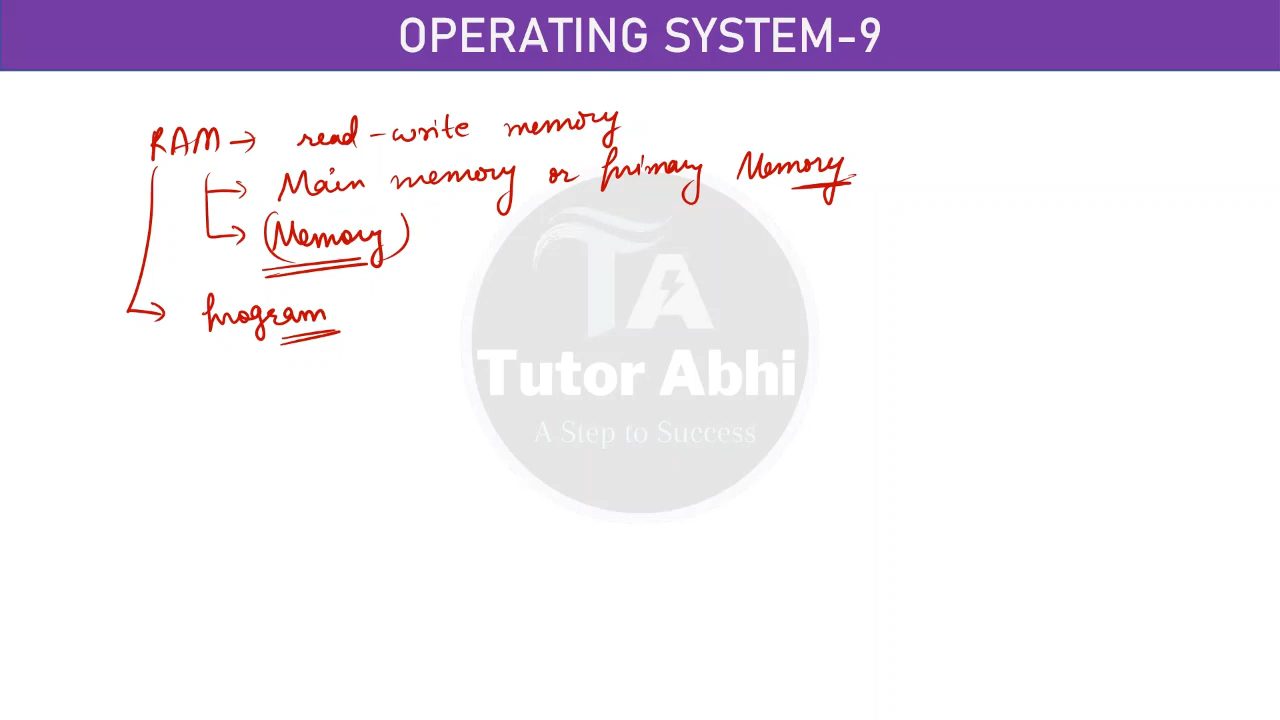 OPERATING SYSTEM-9
RAM → read-write memory
→ Main memory or primary Memory
→ (Memory)
→ program
TA
Tutor Abhi
A Step to Success